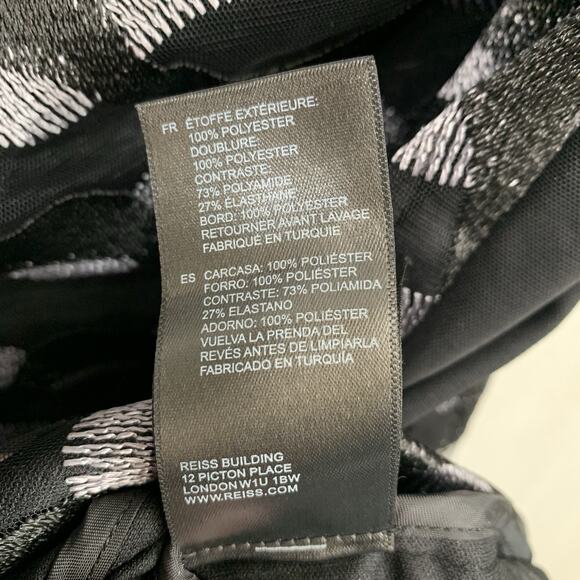 FR ÉTOFFE EXTÉRIEURE:
100% POLYESTER
DOUBLURE:
100% POLYESTER
CONTRASTE:
73% POLYAMIDE
27% ÉLASTHANE
BORD: 100% POLYESTER
RETOURNER AVANT LAVAGE
FABRIQUÉ EN TURQUIE
ES CARCASA: 100% POLIÉSTER
FORRO: 100% POLIÉSTER
CONTRASTE: 73% POLIAMIDA
27% ELASTANO
ADORNO: 100% POLIÉSTER
VUELVA LA PRENDA DEL
REVÉS ANTES DE LIMPIARLA
FABRICADO EN TURQUÍA
REISS BUILDING
12 PICTON PLACE
LONDON W1U 1BW
WWW.REISS.COM